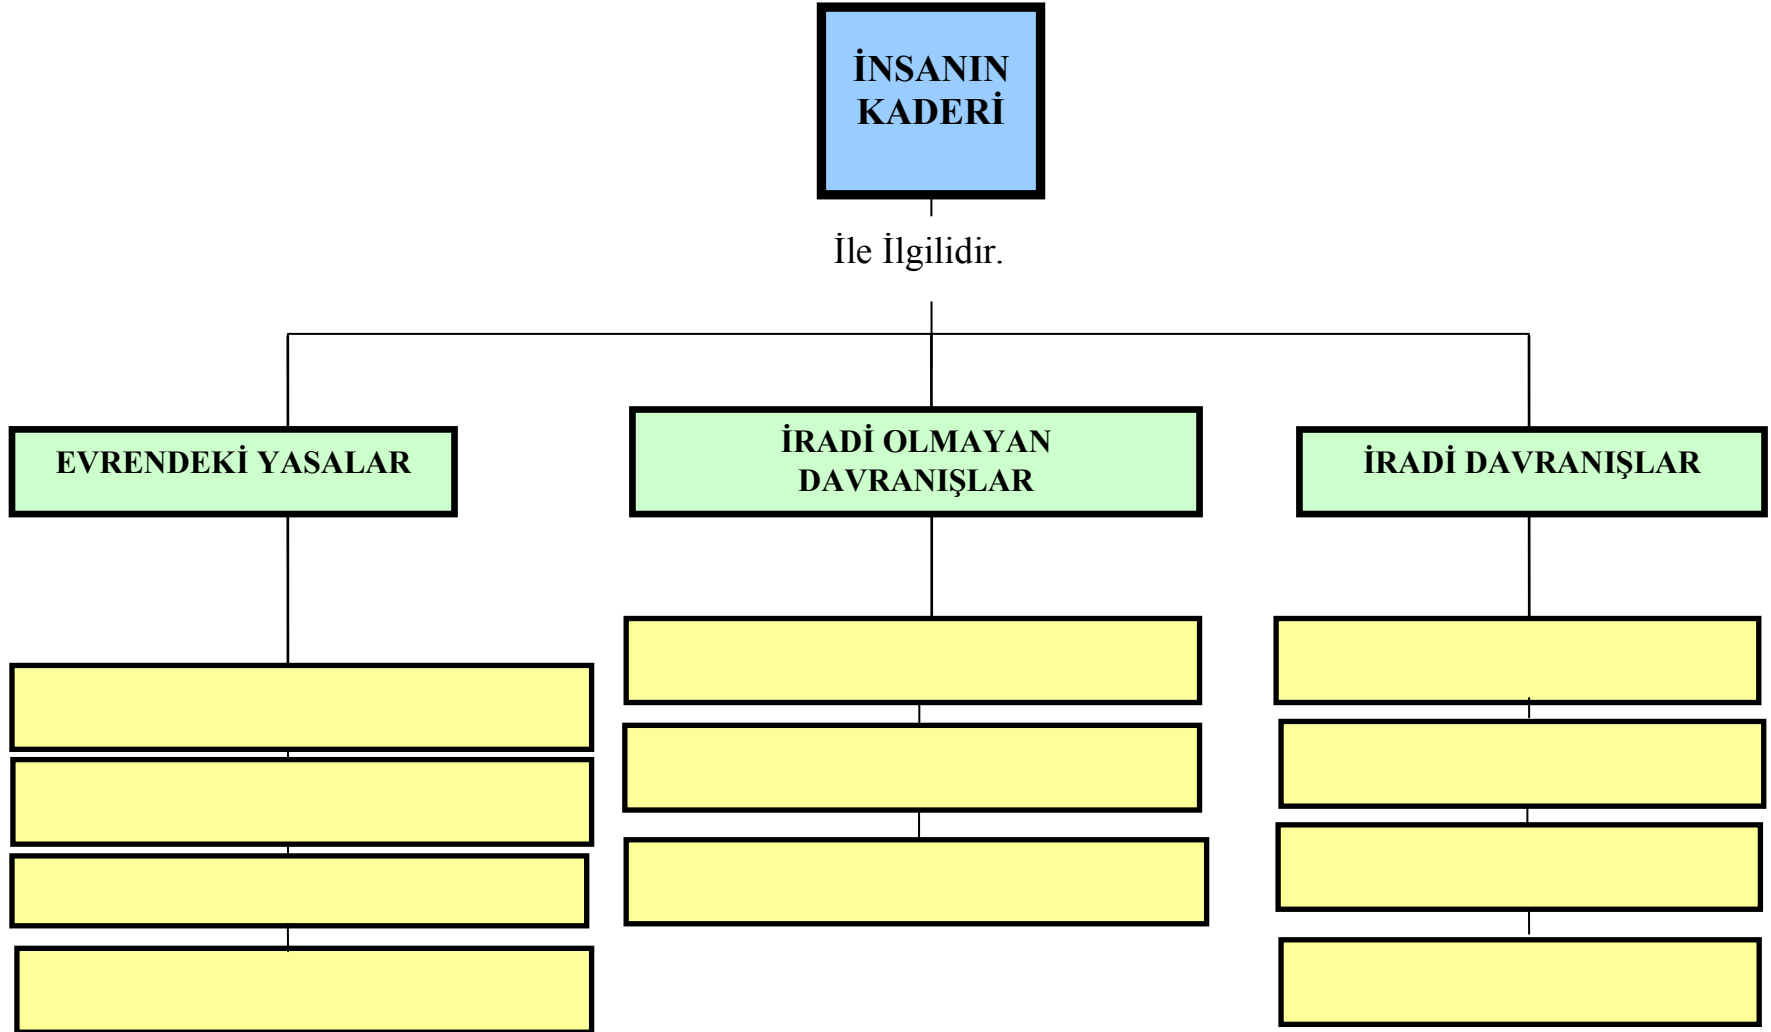 İNSANIN
KADERİ
İle İlgilidir.
EVRENDEKİ YASALAR
İRADİ OLMAYAN
DAVRANIŞLAR
İRADİ DAVRANIŞLAR